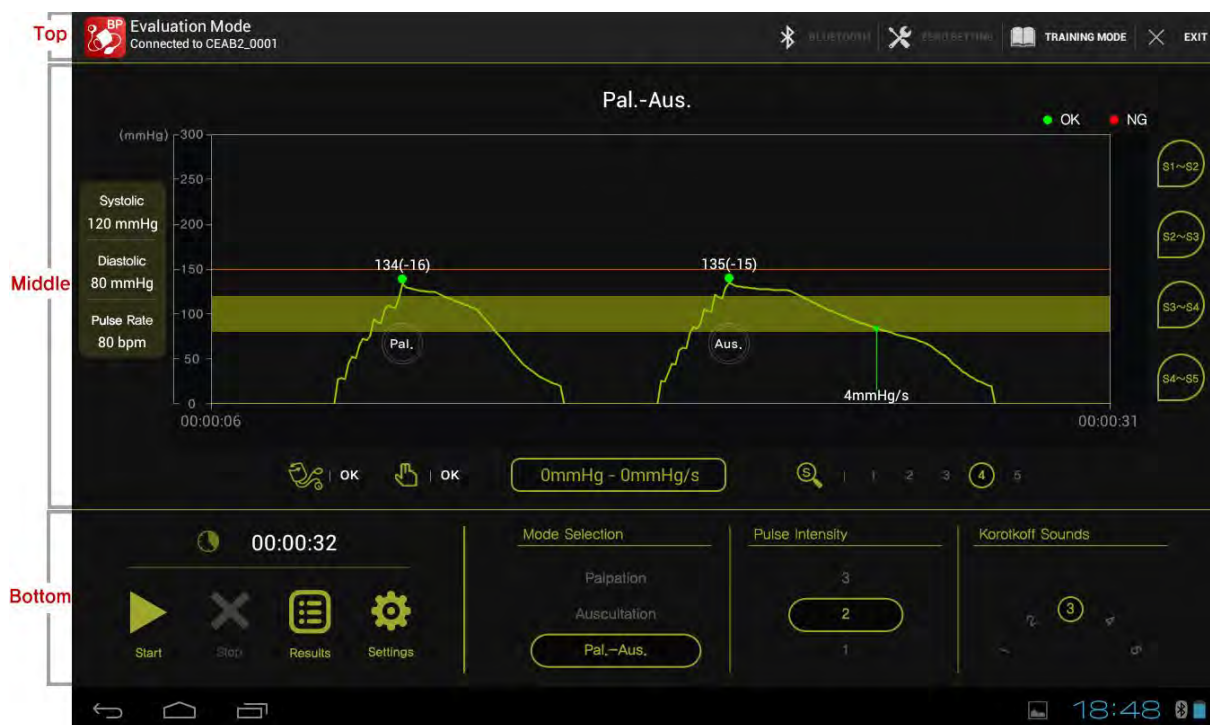 Top
BP
Evaluation Mode
Connected to CEAB2_0001
BLUETOOTH
ZERO SETTING
TRAINING MODE
EXIT
Middle
Pal.-Aus.
OK
NG
(mmHg)
300
250
200
150
100
50
0
Systolic
120 mmHg
Diastolic
80 mmHg
Pulse Rate
80 bpm
134(-16)
135(-15)
Pal.
Aus.
4mmHg/s
00:00:06
00:00:31
S1~S2
S2~S3
S3~S4
S4~S5
OK
OK
0mmHg - 0mmHg/s
S
1 2 3 4 5
Bottom
00:00:32
Start
Stop
Results
Settings
Mode Selection
Palpation
Auscultation
Pal.-Aus.
Pulse Intensity
3
2
1
Korotkoff Sounds
1 2 3 4 5
18:48